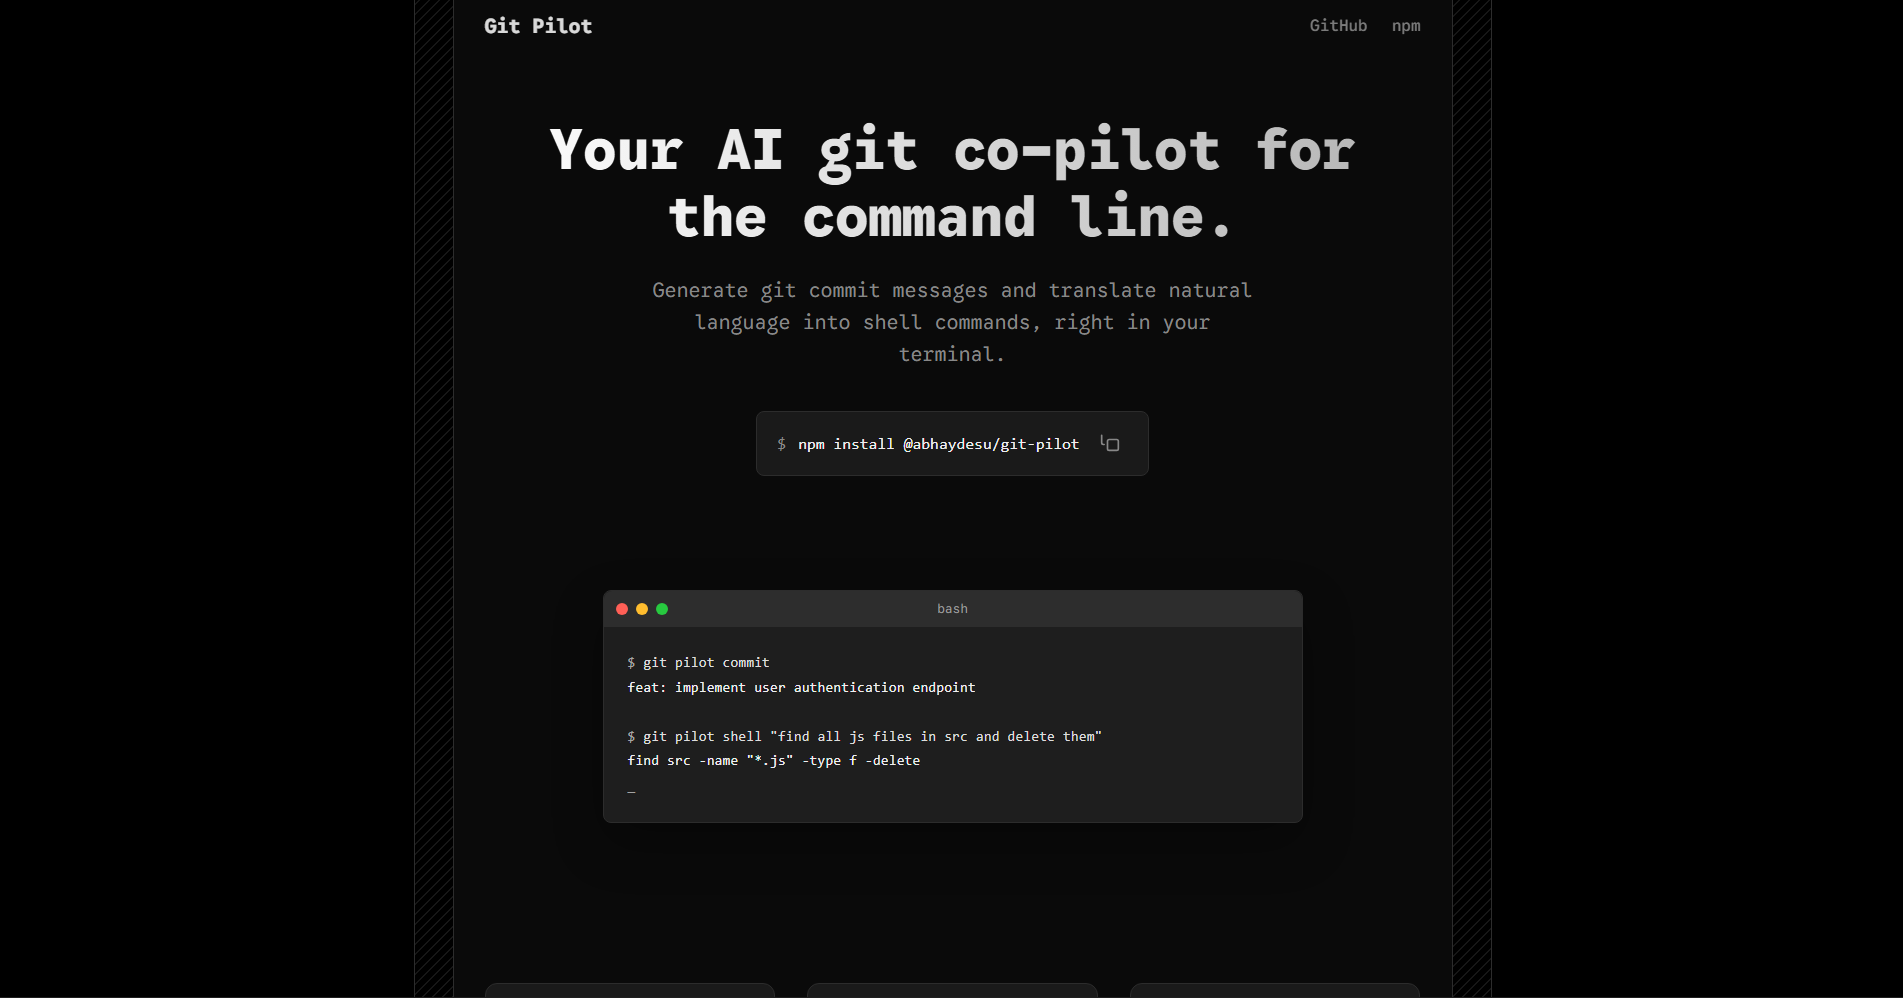 Git Pilot
GitHub npm
Your AI git co-pilot for
the command line.
Generate git commit messages and translate natural
language into shell commands, right in your
terminal.
$ npm install @abhaydesu/git-pilot
bash
$ git pilot commit
feat: implement user authentication endpoint
$ git pilot shell "find all js files in src and delete them"
find src -name "*.js" -type f -delete
_